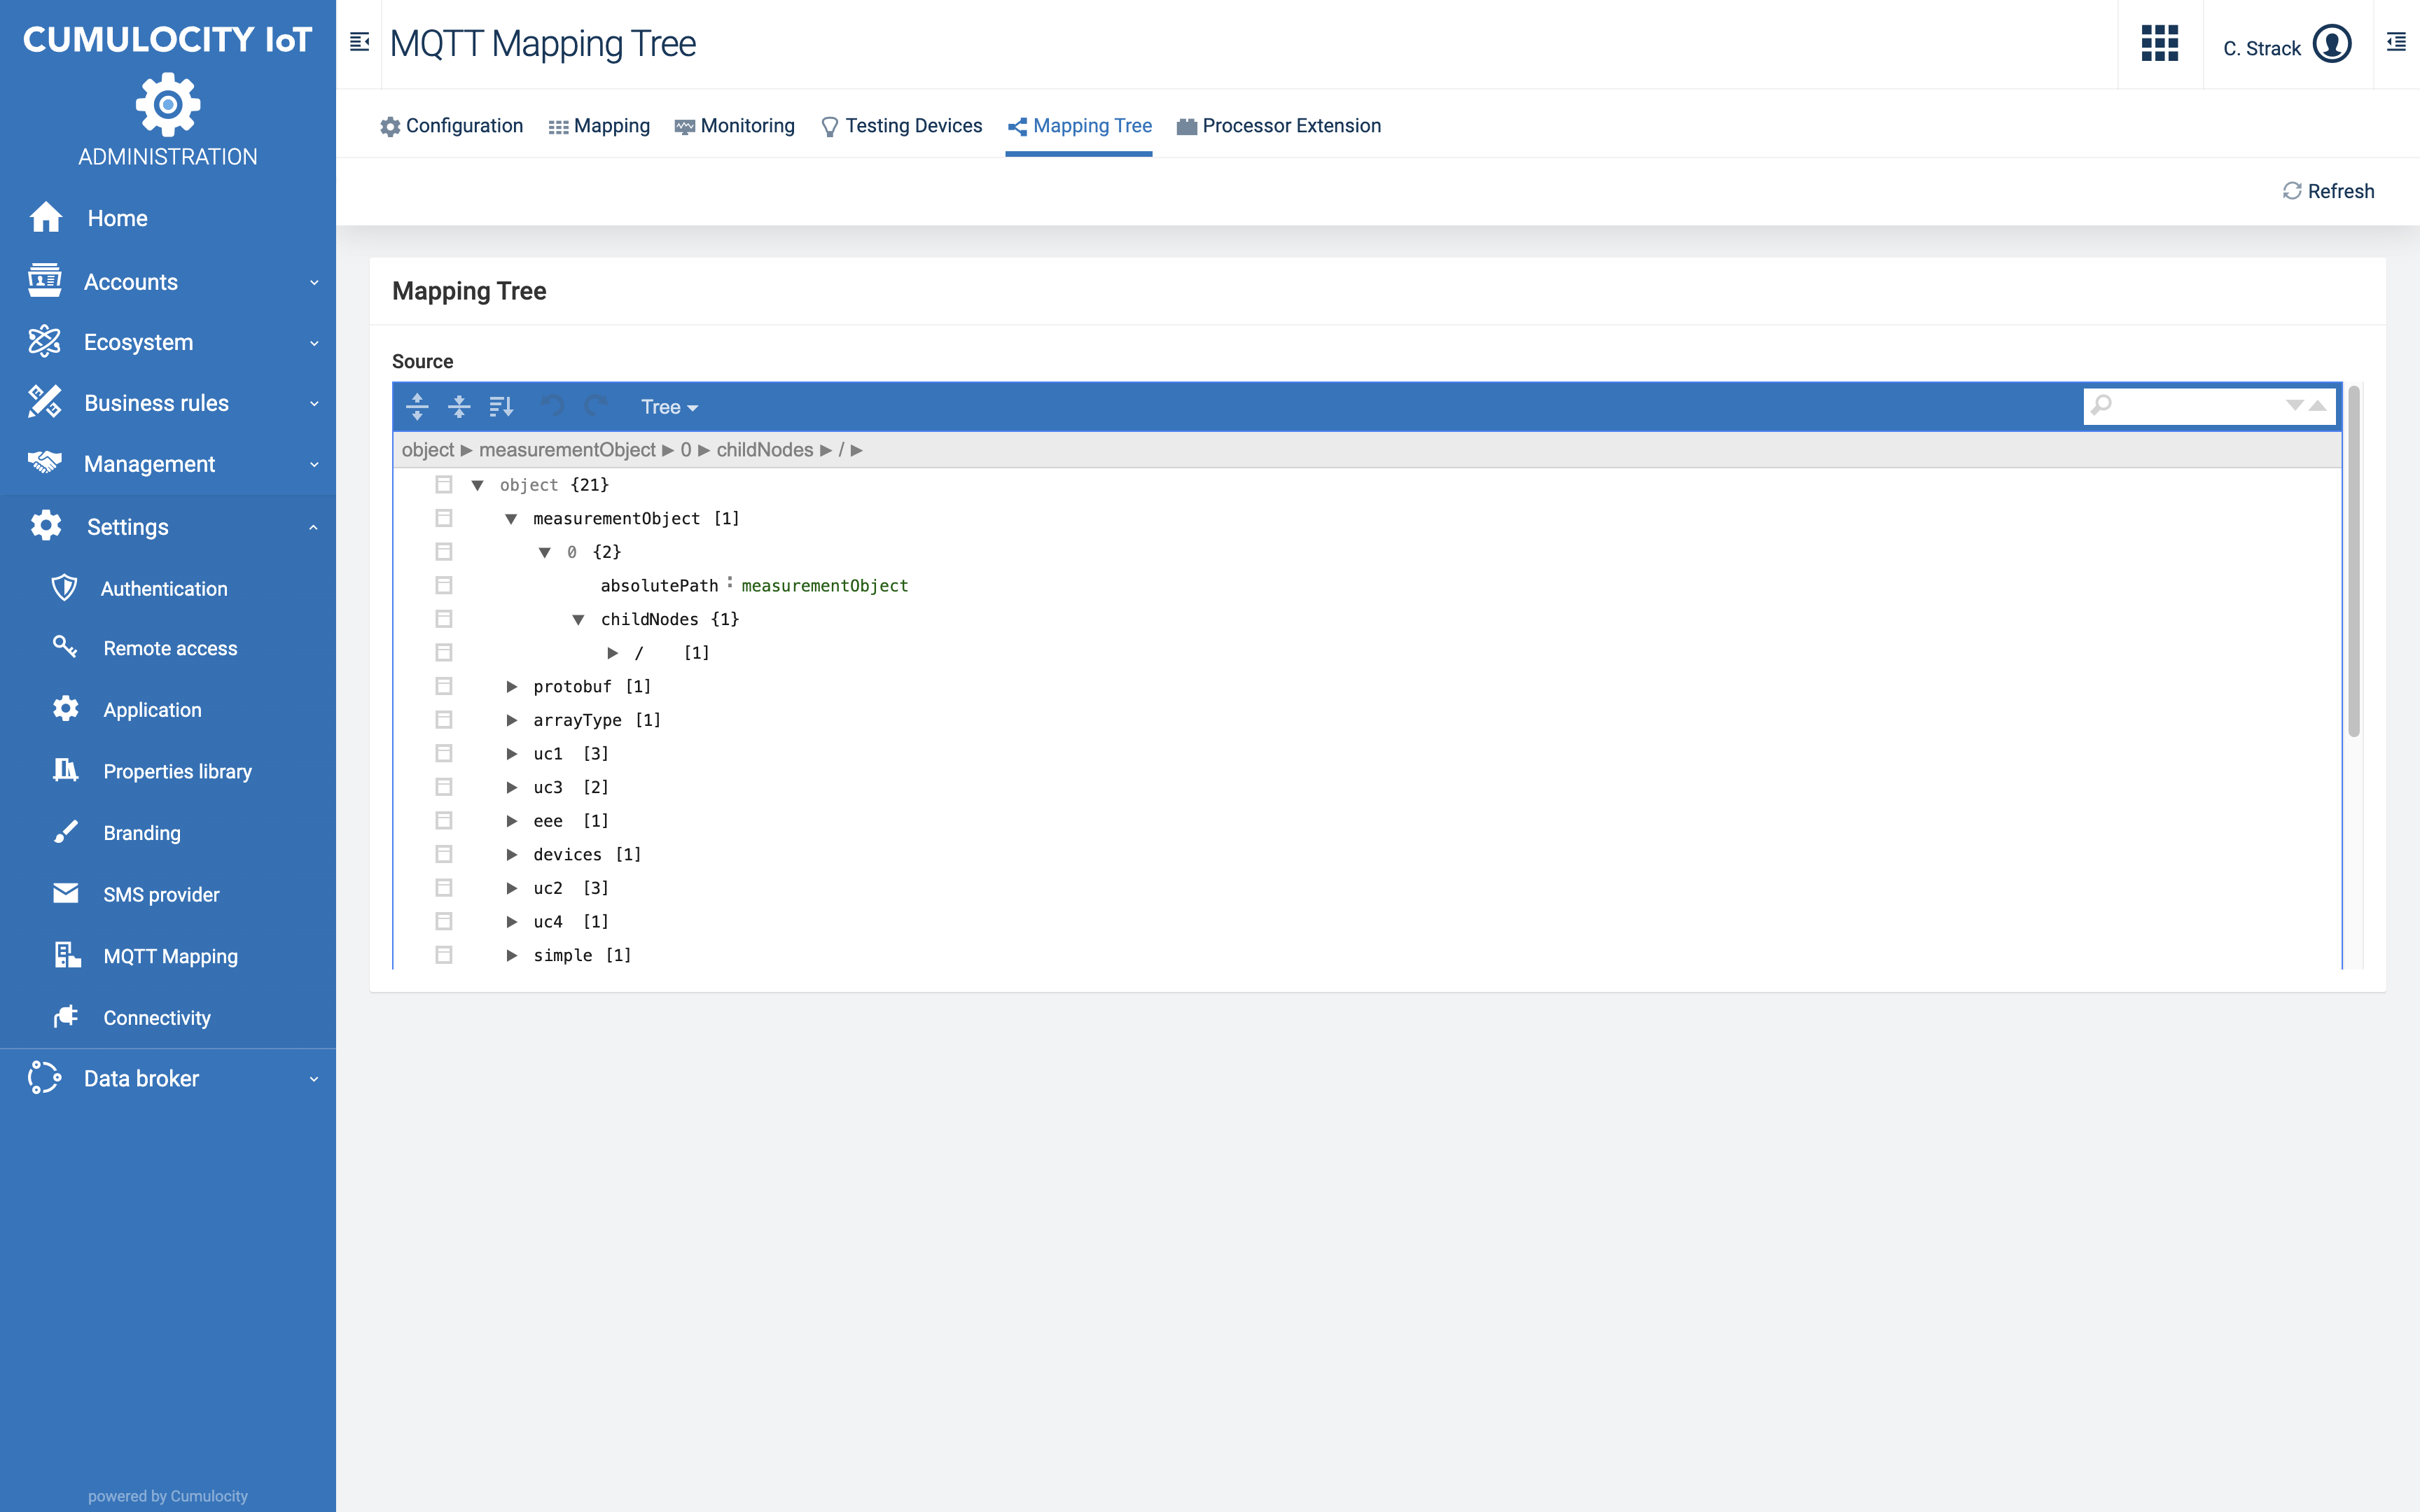 CUMULOCITY IoT
ADMINISTRATION
Home
Accounts
Ecosystem
Business rules
Management
Settings
Authentication
Remote access
Application
Properties library
Branding
SMS provider
MQTT Mapping
Connectivity
Data broker
powered by Cumulocity
MQTT Mapping Tree
C. Strack
Configuration Mapping Monitoring Testing Devices Mapping Tree Processor Extension
Refresh
Mapping Tree
Source
Tree
object ► measurementObject ► 0 ► childNodes ► / ►
object {21}
measurementObject [1]
0 {2}
absolutePath : measurementObject
childNodes {1}
/ [1]
protobuf [1]
arrayType [1]
uc1 [3]
uc3 [2]
eee [1]
devices [1]
uc2 [3]
uc4 [1]
simple [1]